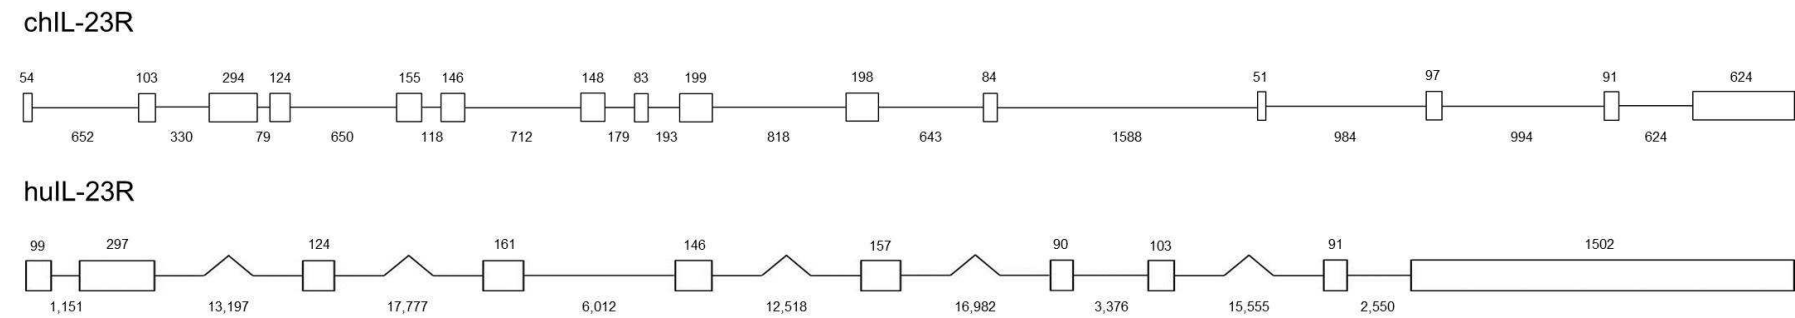 chIL-23R
54 103 294 124 155 146 148 83 199 198 84 51 97 91 624
652 330 79 650 118 712 179 193 818 643 1588 984 994 624
huIL-23R
99 297 124 161 146 157 90 103 91 1502
1,151 13,197 17,777 6,012 12,518 16,982 3,376 15,555 2,550